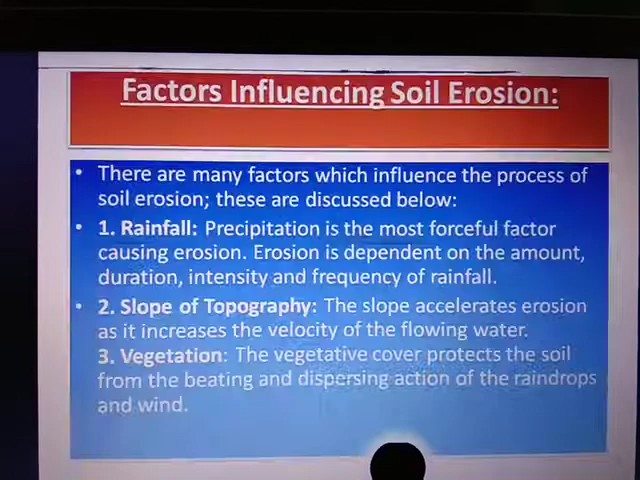 Factors Influencing Soil Erosion:
• There are many factors which influence the process of
soil erosion; these are discussed below:
• 1. Rainfall: Precipitation is the most forceful factor
causing erosion. Erosion is dependent on the amount,
duration, intensity and frequency of rainfall.
• 2. Slope of Topography: The slope accelerates erosion
as it increases the velocity of the flowing water.
3. Vegetation: The vegetative cover protects the soil
from the beating and dispersing action of the raindrops
and wind.